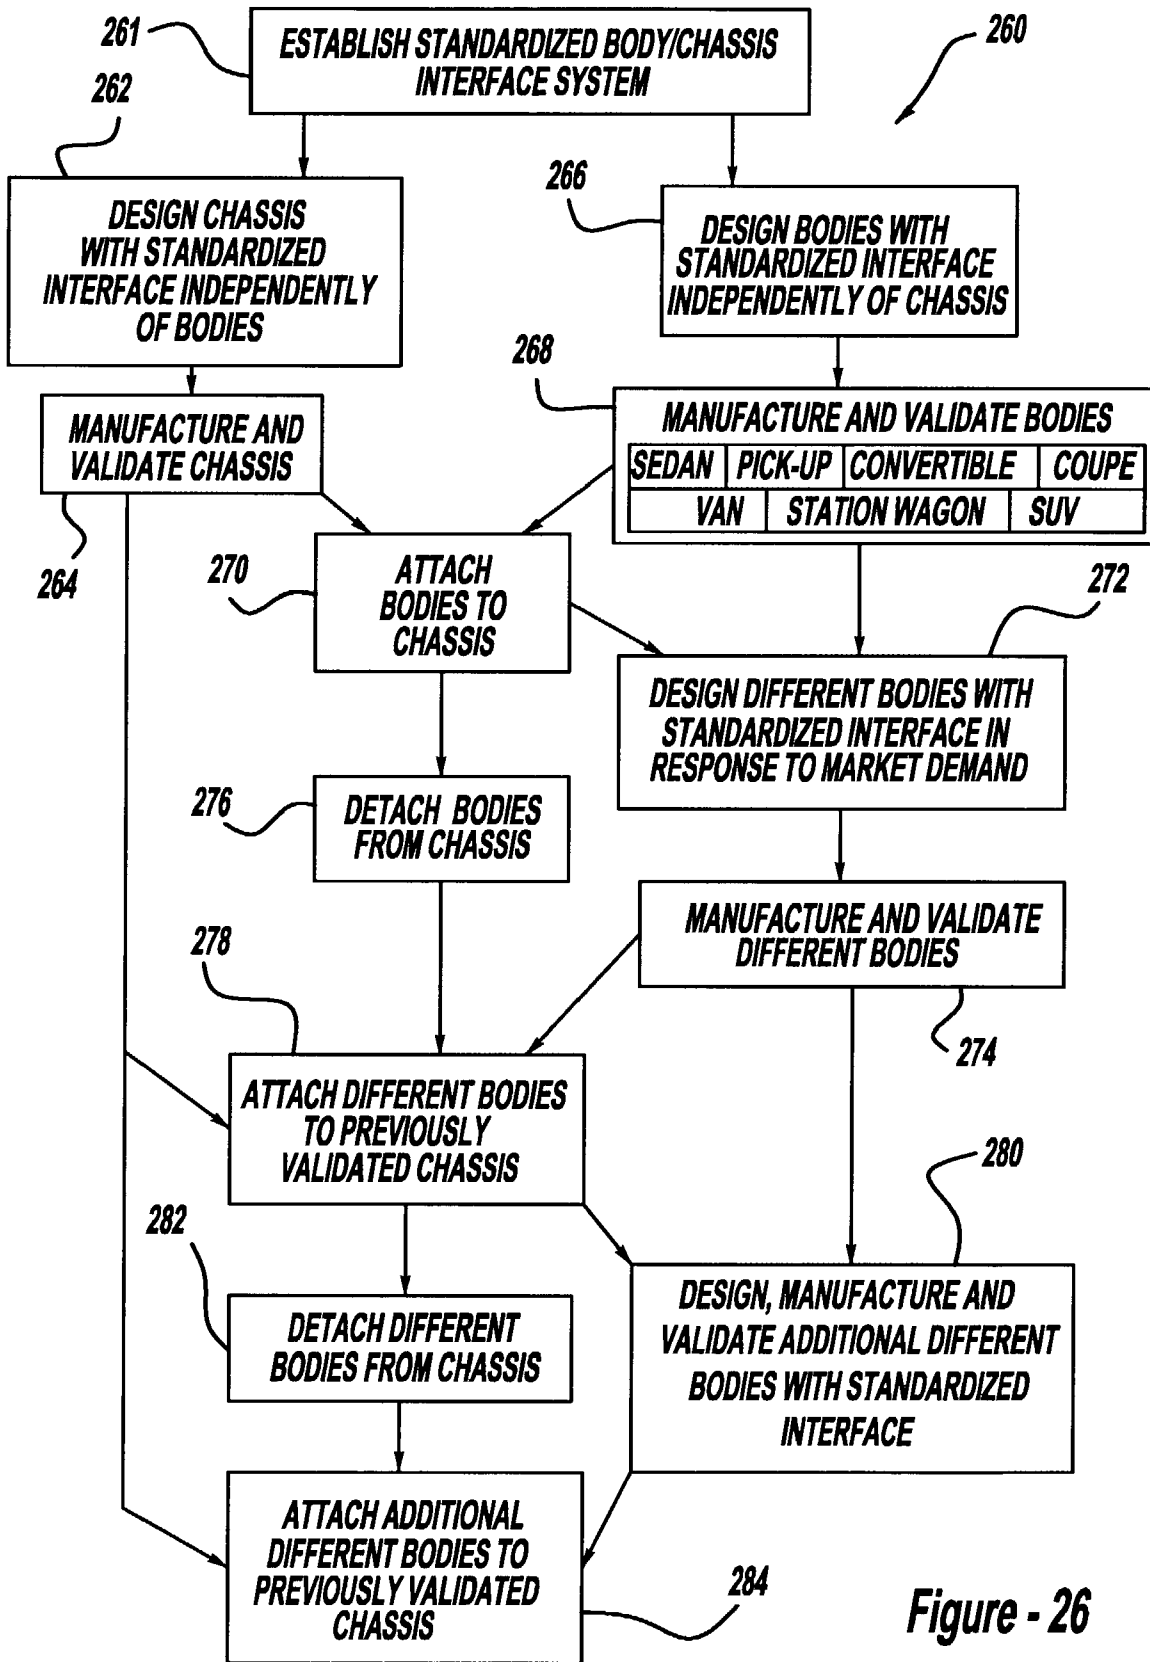 261
ESTABLISH STANDARDIZED BODY/CHASSIS
INTERFACE SYSTEM
260
262
DESIGN CHASSIS
WITH STANDARDIZED
INTERFACE INDEPENDENTLY
OF BODIES
266
DESIGN BODIES WITH
STANDARDIZED INTERFACE
INDEPENDENTLY OF CHASSIS
268
MANUFACTURE AND
VALIDATE CHASSIS
264
MANUFACTURE AND VALIDATE BODIES
SEDAN PICK-UP CONVERTIBLE COUPE
VAN STATION WAGON SUV
270
ATTACH
BODIES TO
CHASSIS
272
DESIGN DIFFERENT BODIES WITH
STANDARDIZED INTERFACE IN
RESPONSE TO MARKET DEMAND
276
DETACH BODIES
FROM CHASSIS
MANUFACTURE AND VALIDATE
DIFFERENT BODIES
274
278
ATTACH DIFFERENT BODIES
TO PREVIOUSLY
VALIDATED CHASSIS
280
282
DETACH DIFFERENT
BODIES FROM CHASSIS
DESIGN, MANUFACTURE AND
VALIDATE ADDITIONAL DIFFERENT
BODIES WITH STANDARDIZED
INTERFACE
ATTACH ADDITIONAL
DIFFERENT BODIES TO
PREVIOUSLY VALIDATED
CHASSIS
284
Figure - 26